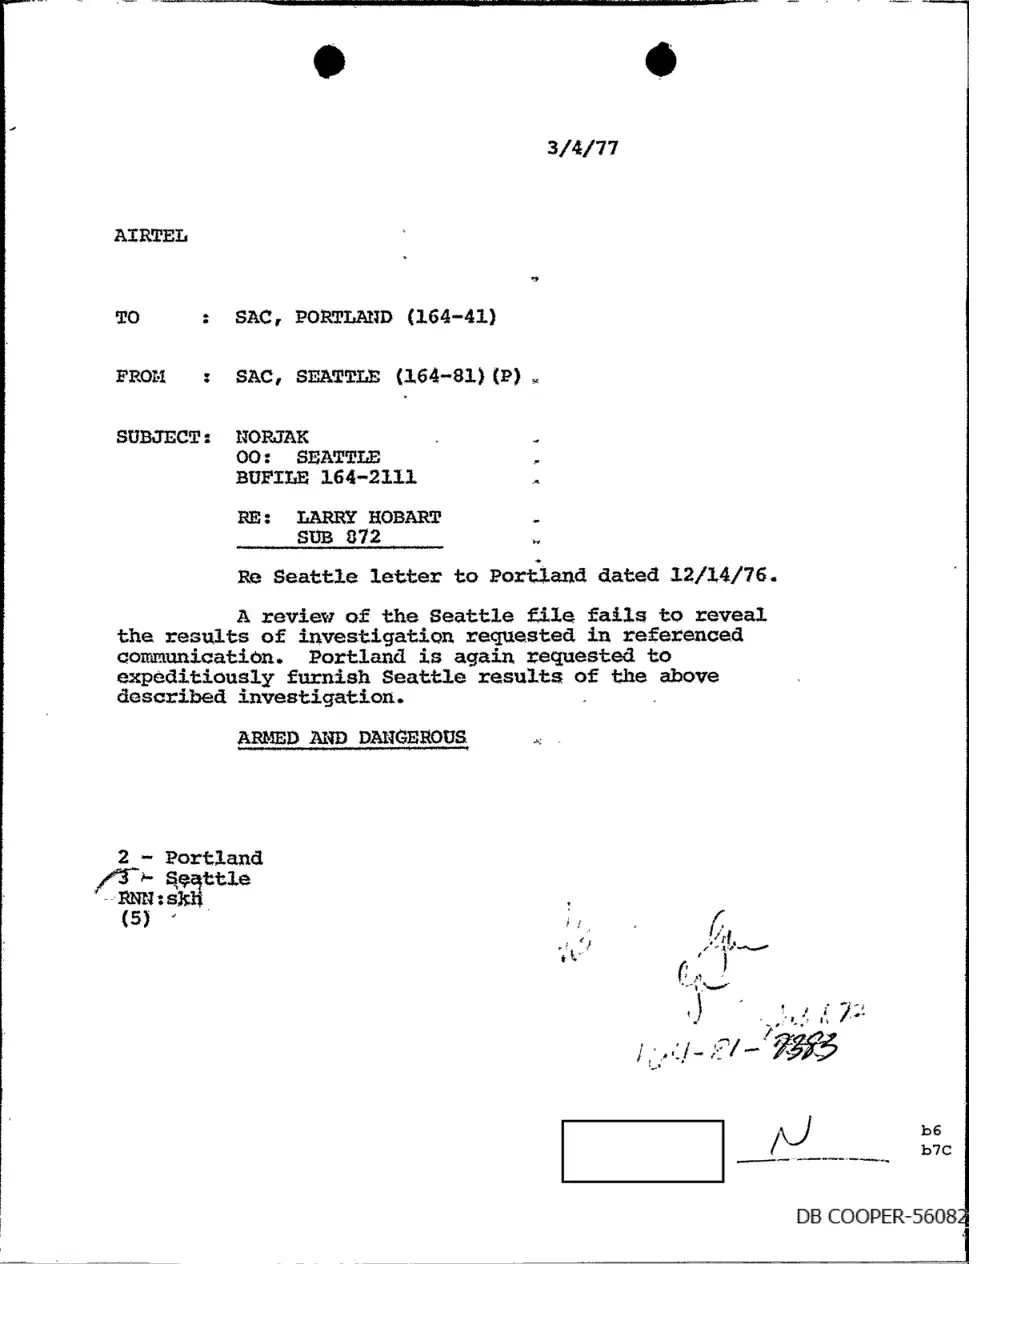 3/4/77
AIRTEL
TO : SAC, PORTLAND (164-41)
FROM : SAC, SEATTLE (164-81)(P)
SUBJECT: NORJAK
OO: SEATTLE
BUFILE 164-2111
RE: LARRY HOBART
SUB 872
Re Seattle letter to Portland dated 12/14/76.
A review of the Seattle file fails to reveal
the results of investigation requested in referenced
communication. Portland is again requested to
expeditiously furnish Seattle results of the above
described investigation.
ARMED AND DANGEROUS
2 - Portland
3 - Seattle
RNN:skh
(5)
164-81-
N
b6
b7C
DB COOPER-56082